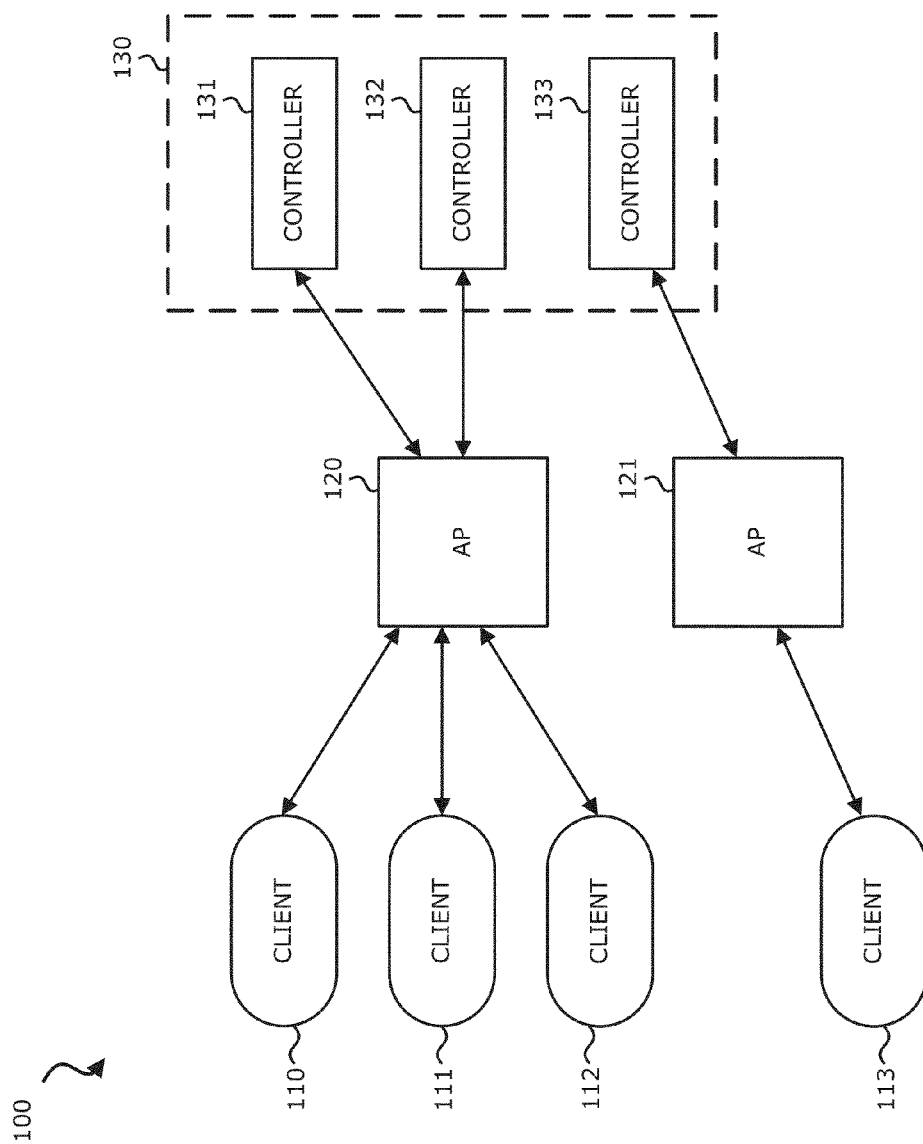 100
110
CLIENT
111
CLIENT
112
CLIENT
113
CLIENT
120
AP
121
AP
130
131
CONTROLLER
132
CONTROLLER
133
CONTROLLER